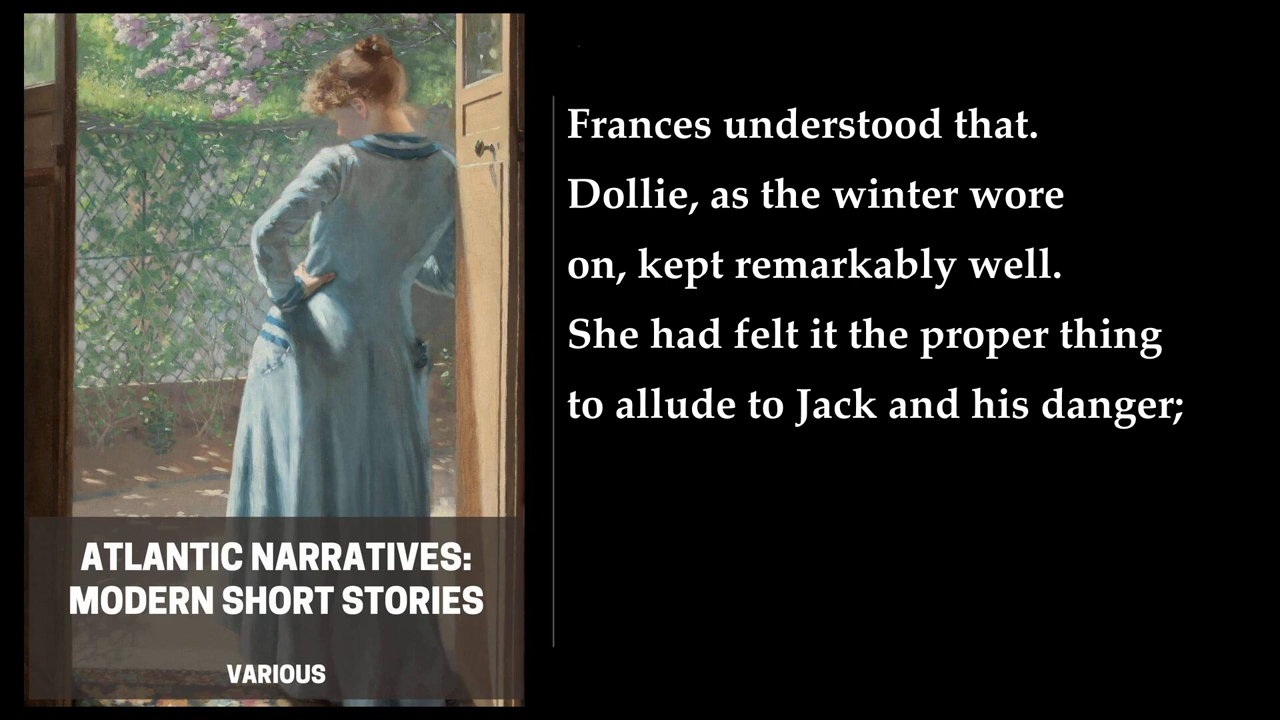 Frances understood that.
Dollie, as the winter wore
on, kept remarkably well.
She had felt it the proper thing
to allude to Jack and his danger;
ATLANTIC NARRATIVES:
MODERN SHORT STORIES
VARIOUS